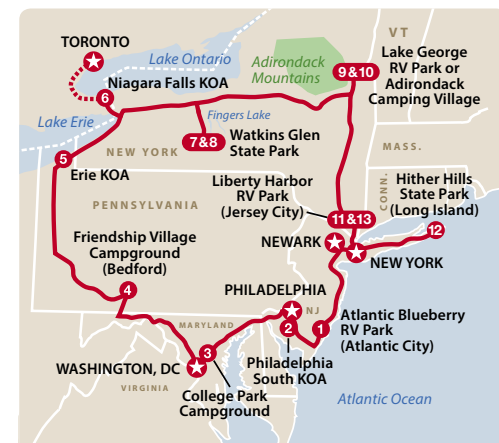 VT
TORONTO
Lake Ontario
Adirondack
Mountains
9 & 10
Lake George
RV Park or
Adirondack
Camping Village
Niagara Falls KOA
6
Lake Erie
Fingers Lake
7 & 8
Watkins Glen
State Park
NEW YORK
MASS.
5
Erie KOA
CONN.
Hither Hills
State Park
(Long Island)
Liberty Harbor
RV Park
(Jersey City)
11 & 13
12
PENNSYLVANIA
Friendship Village
Campground
(Bedford)
NEWARK
NEW YORK
4
PHILADELPHIA
NJ
2
1
Atlantic Blueberry
RV Park
(Atlantic City)
MARYLAND
3
Philadelphia
South KOA
WASHINGTON, DC
VIRGINIA
College Park
Campground
Atlantic Ocean